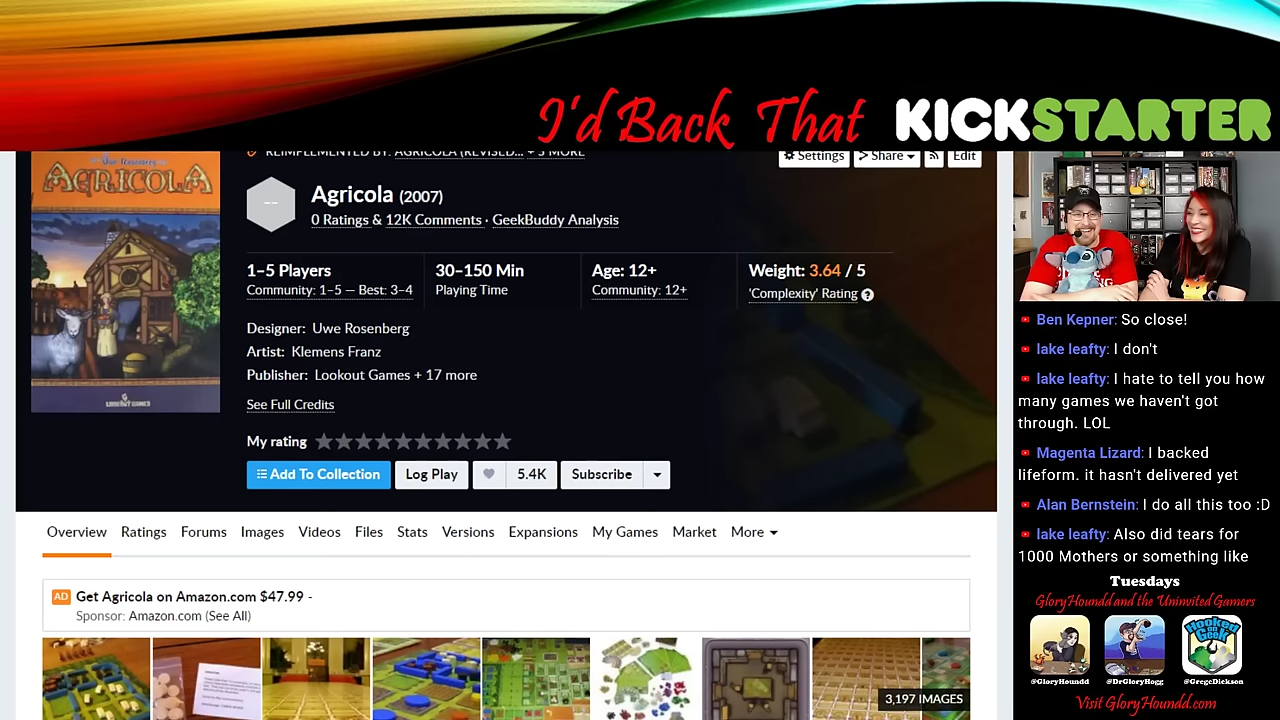 I'd Back That KICKSTARTER
REIMPLEMENTED BY: AGRICOLA (REVISED... + 3 MORE
Settings
Share
Edit
Uwe Rosenberg
AGRICOLA
LOOKOUT GAMES
--
Agricola (2007)
0 Ratings & 12K Comments · GeekBuddy Analysis
1–5 Players
Community: 1–5 — Best: 3–4
30–150 Min
Playing Time
Age: 12+
Community: 12+
Weight: 3.64 / 5
'Complexity' Rating ?
Designer: Uwe Rosenberg
Artist: Klemens Franz
Publisher: Lookout Games + 17 more
See Full Credits
My rating
Add To Collection
Log Play
5.4K
Subscribe
Overview
Ratings
Forums
Images
Videos
Files
Stats
Versions
Expansions
My Games
Market
More
AD Get Agricola on Amazon.com $47.99 -
Sponsor: Amazon.com (See All)
3,197 IMAGES
Ben Kepner: So close!
lake leafty: I don't
lake leafty: I hate to tell you how
many games we haven't got
through. LOL
Magenta Lizard: I backed
lifeform. it hasn't delivered yet
Alan Bernstein: I do all this too :D
lake leafty: Also did tears for
1000 Mothers or something like
Tuesdays
GloryHoundd and the Uninvited Gamers
Hooked
on
Geek
@GloryHoundd
@DrGloryHogg
@GregcDickson
Visit GloryHoundd.com